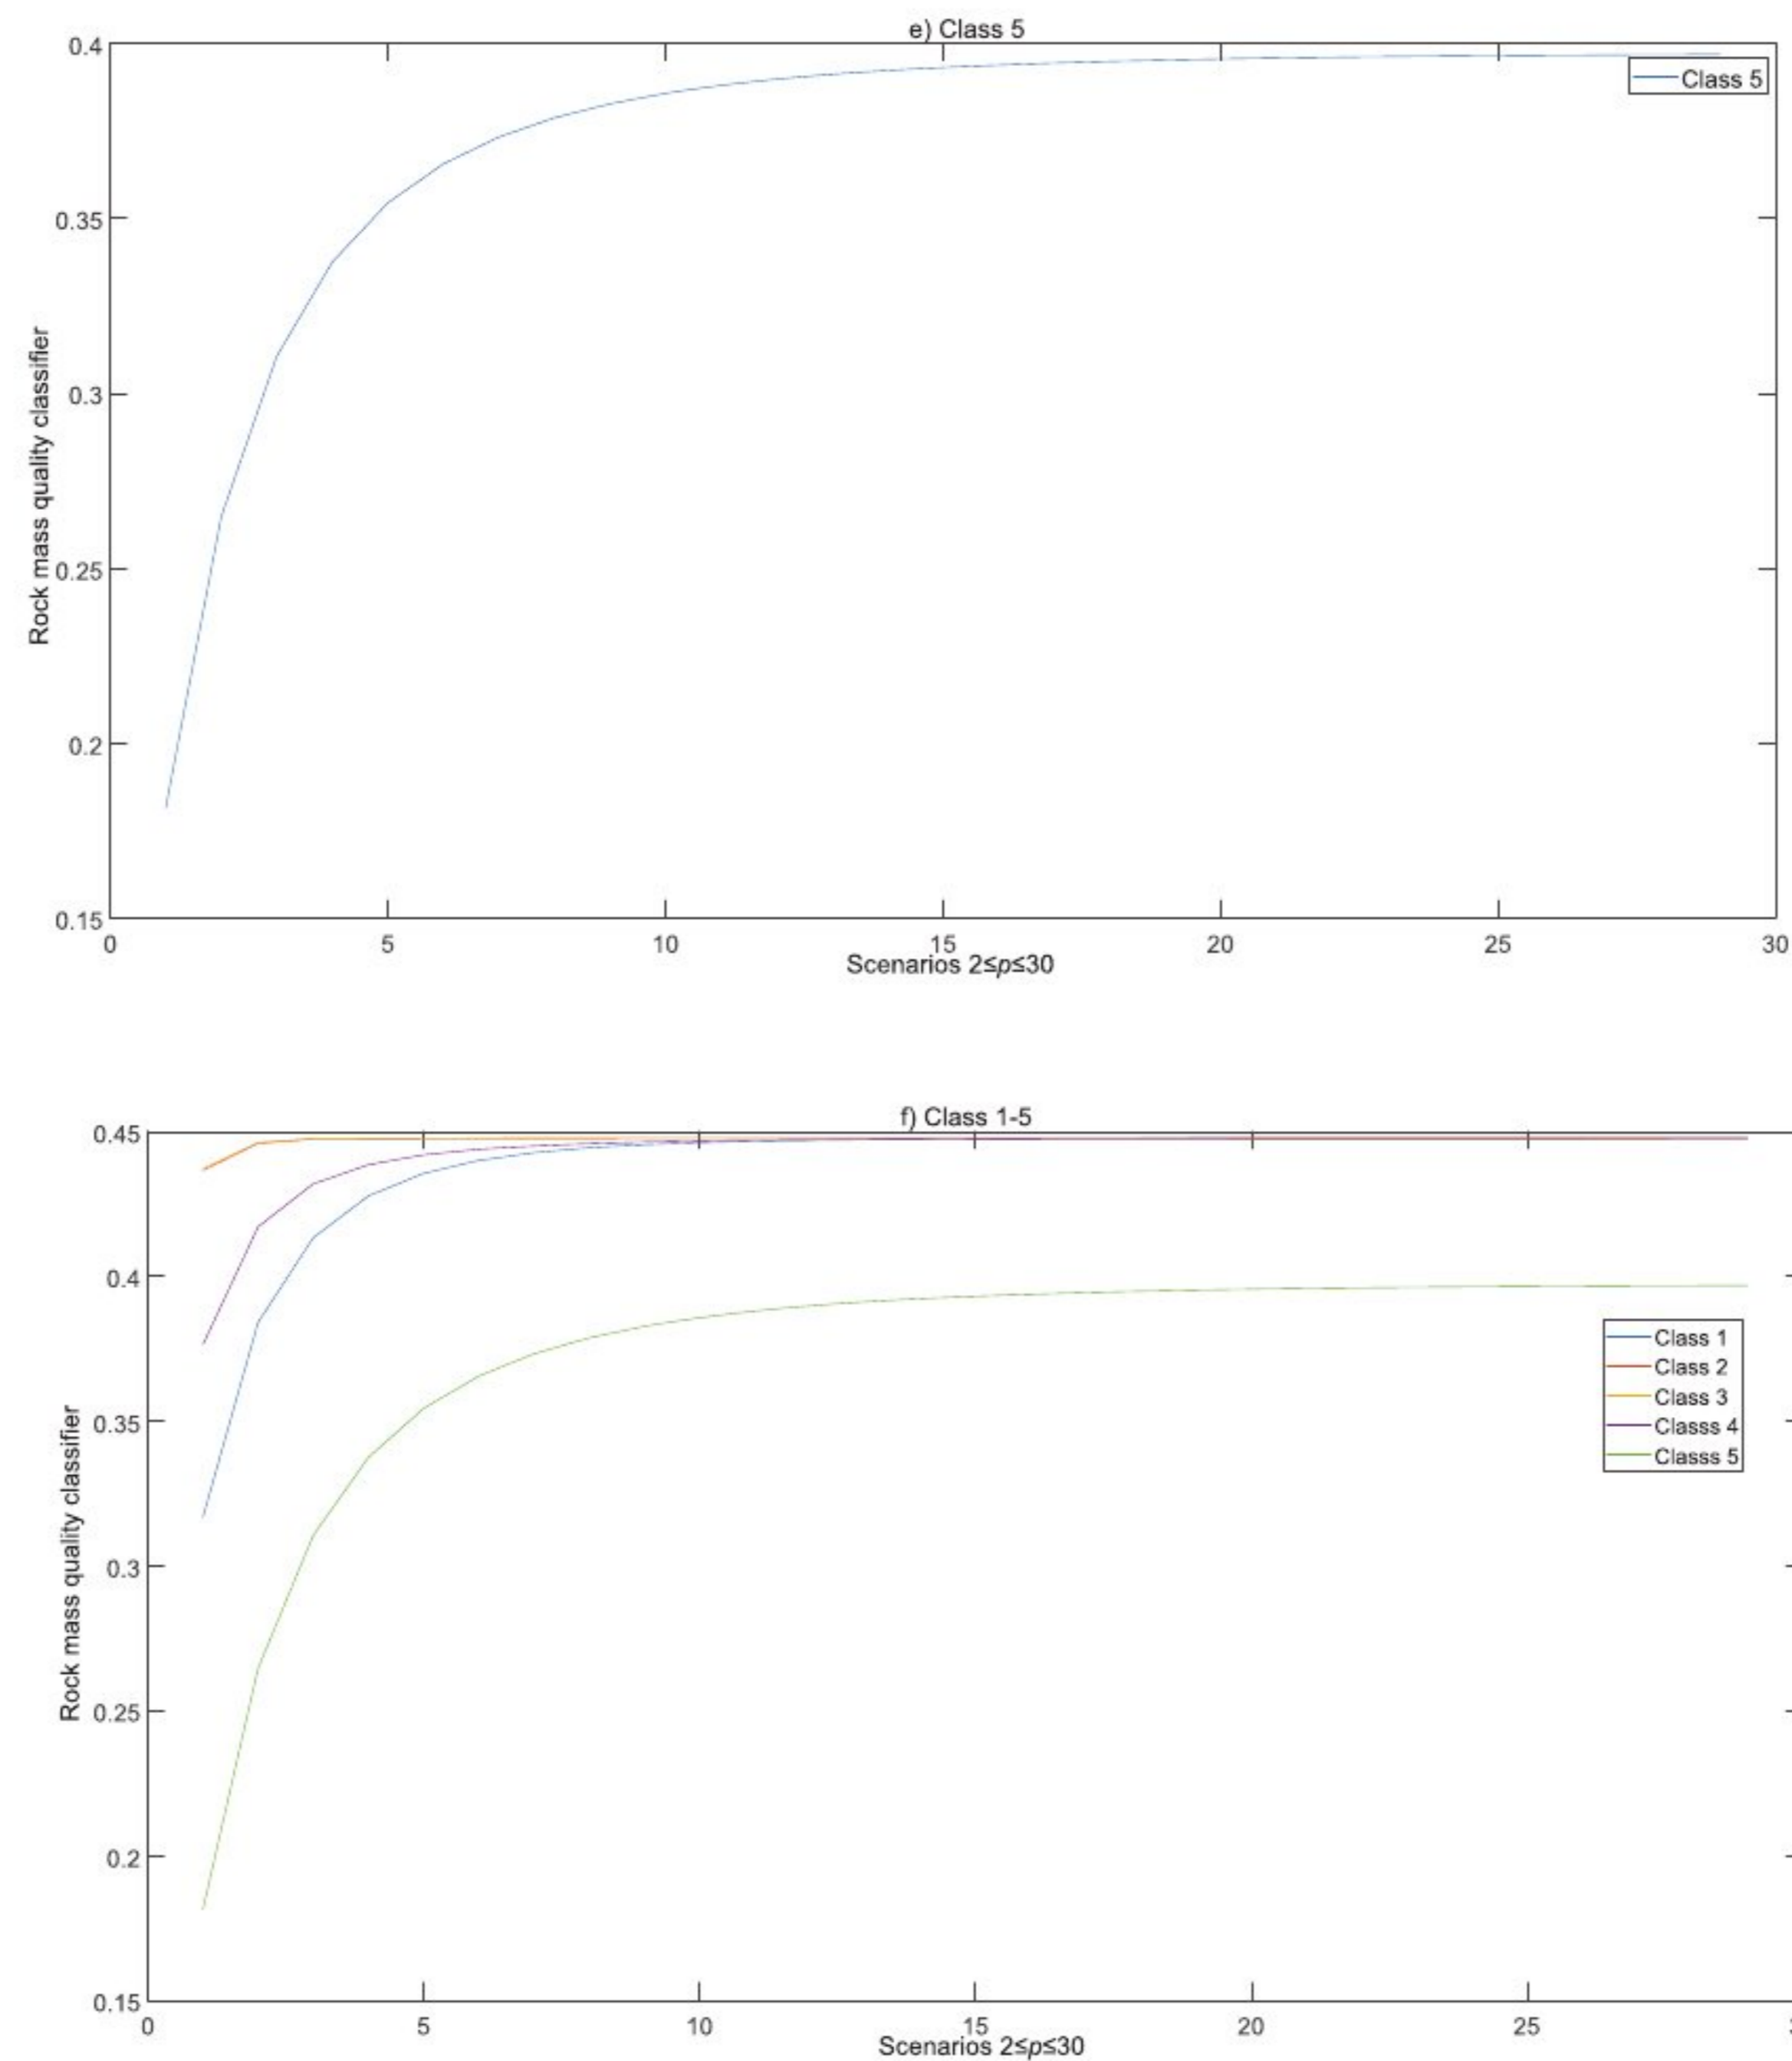 e) Class 5
0.4
0.35
0.3
0.25
0.2
0.15
Rock mass quality classifier
Class 5
0 5 10 15 20 25 30
Scenarios 2≤p≤30
f) Class 1-5
0.45
0.4
0.35
0.3
0.25
0.2
0.15
Rock mass quality classifier
Class 1
Class 2
Class 3
Classs 4
Classs 5
0 5 10 15 20 25
Scenarios 2≤p≤30